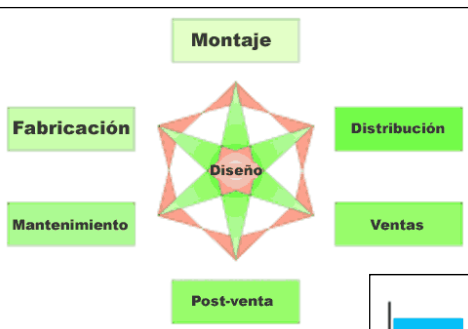 Montaje
Fabricación
Distribución
Diseño
Mantenimiento
Ventas
Post-venta